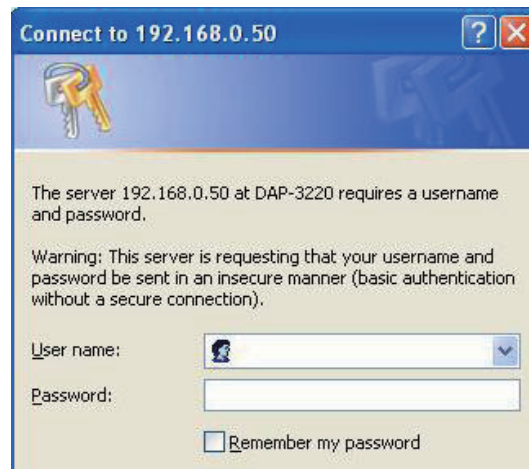 Connect to 192.168.0.50
The server 192.168.0.50 at DAP-3220 requires a username
and password.
Warning: This server is requesting that your username and
password be sent in an insecure manner (basic authentication
without a secure connection).
User name:
Password:
Remember my password